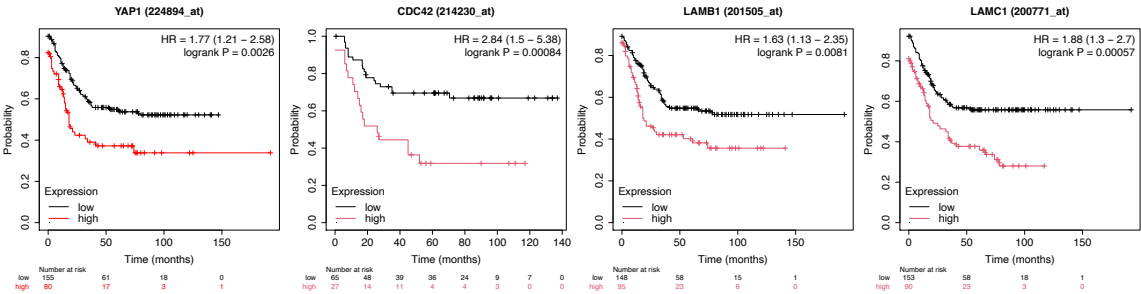 YAP1 (224894_at)
HR = 1.77 (1.21 − 2.58)
logrank P = 0.0026
Probability
0.0 0.2 0.4 0.6 0.8
Expression
low
high
0 50 100 150
Time (months)
Number at risk
low 155 61 18 0
high 80 17 3 1
CDC42 (214230_at)
HR = 2.84 (1.5 − 5.38)
logrank P = 0.00084
Probability
0.0 0.2 0.4 0.6 0.8 1.0
Expression
low
high
0 20 40 60 80 100 120 140
Time (months)
Number at risk
low 65 48 39 36 24 9 7 0
high 27 14 11 4 4 3 0 0
LAMB1 (201505_at)
HR = 1.63 (1.13 − 2.35)
logrank P = 0.0081
Probability
0.0 0.2 0.4 0.6 0.8
Expression
low
high
0 50 100 150
Time (months)
Number at risk
low 148 58 15 1
high 95 23 6 0
LAMC1 (200771_at)
HR = 1.88 (1.3 − 2.7)
logrank P = 0.00057
Probability
0.0 0.2 0.4 0.6 0.8
Expression
low
high
0 50 100 150
Time (months)
Number at risk
low 153 58 18 1
high 90 23 3 0